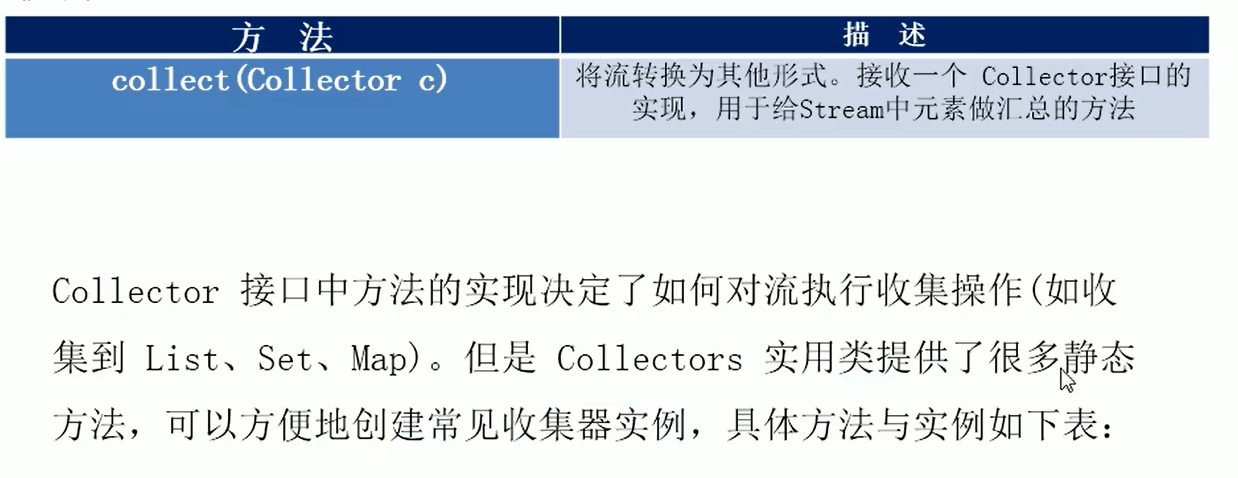 方 法
描 述
collect(Collector c)
将流转换为其他形式。接收一个 Collector接口的
实现，用于给Stream中元素做汇总的方法
Collector 接口中方法的实现决定了如何对流执行收集操作(如收
集到 List、Set、Map)。但是 Collectors 实用类提供了很多静态
方法，可以方便地创建常见收集器实例，具体方法与实例如下表：